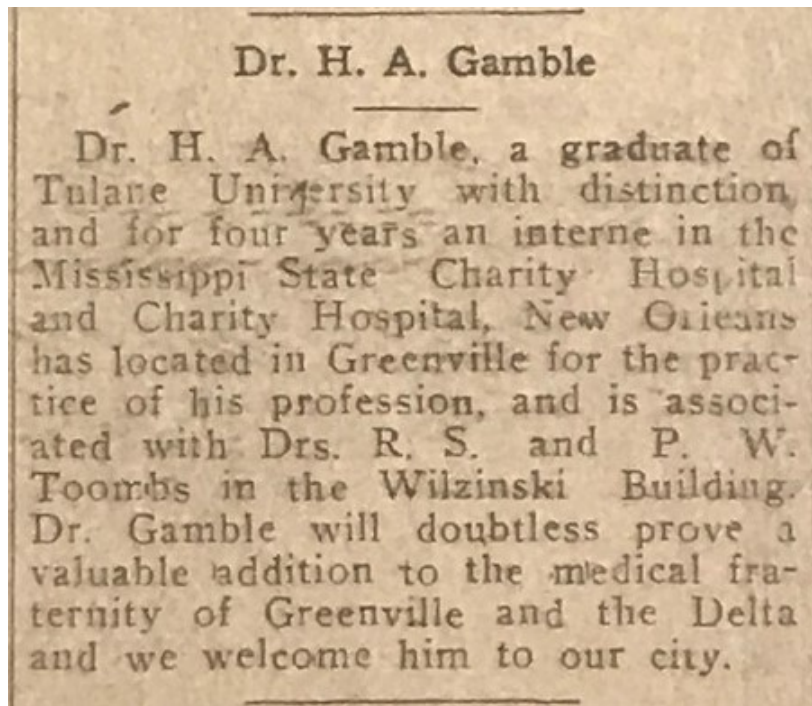 Dr. H. A. Gamble
Dr. H. A. Gamble, a graduate of
Tulane University with distinction
and for four years an interne in the
Mississippi State Charity Hospital
and Charity Hospital, New Orleans
has located in Greenville for the prac-
tice of his profession, and is associ-
ated with Drs. R. S. and P. W.
Toombs in the Wilzinski Building.
Dr. Gamble will doubtless prove a
valuable addition to the medical fra-
ternity of Greenville and the Delta
and we welcome him to our city.